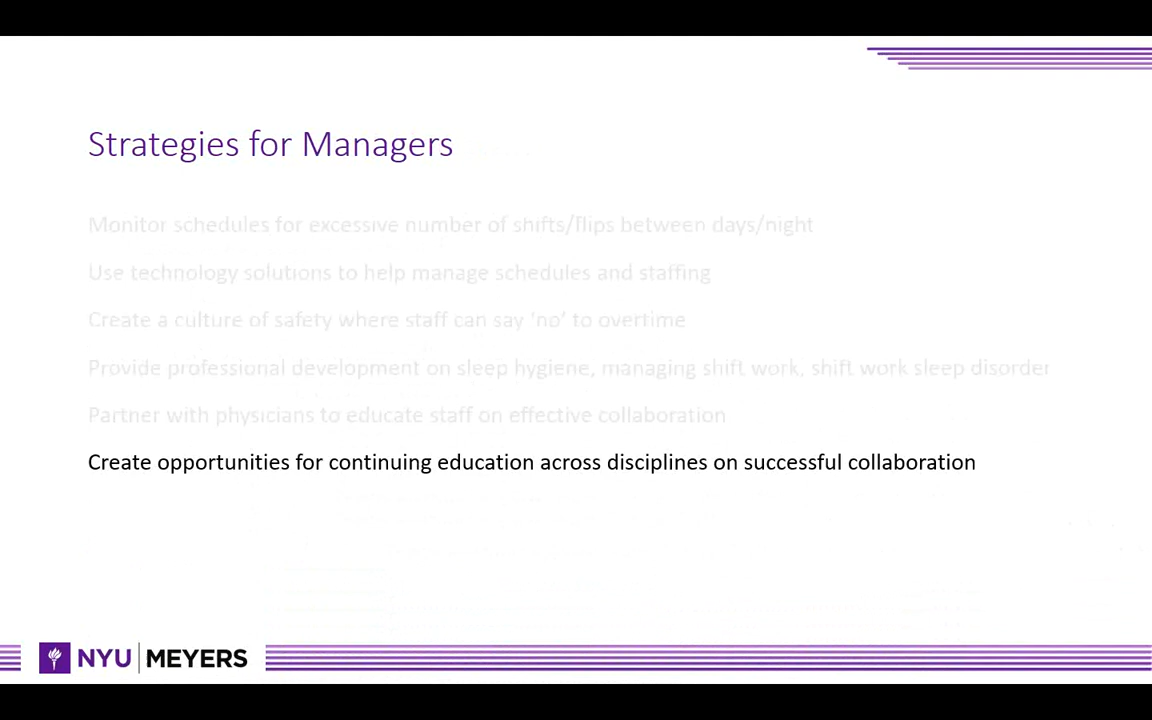 Strategies for Managers
Monitor schedules for excessive number of shifts/flips between days/night
Use technology solutions to help manage schedules and staffing
Create a culture of safety where staff can say ‘no’ to overtime
Provide professional development on sleep hygiene, managing shift work, shift work sleep disorder
Partner with physicians to educate staff on effective collaboration
Create opportunities for continuing education across disciplines on successful collaboration
NYU MEYERS